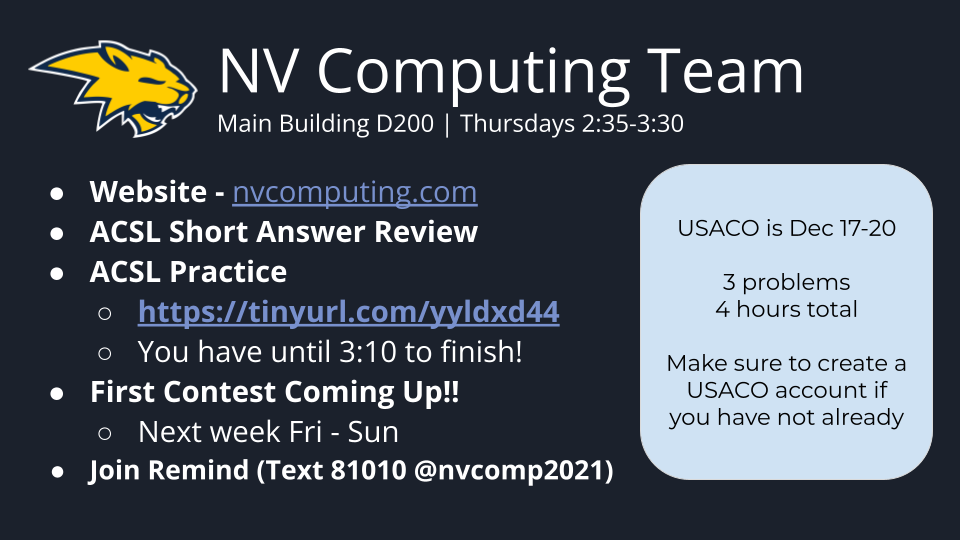 NV Computing Team
Main Building D200 | Thursdays 2:35-3:30
● Website - nvcomputing.com
● ACSL Short Answer Review
● ACSL Practice
○ https://tinyurl.com/yyldxd44
○ You have until 3:10 to finish!
● First Contest Coming Up!!
○ Next week Fri - Sun
● Join Remind (Text 81010 @nvcomp2021)
USACO is Dec 17-20
3 problems
4 hours total
Make sure to create a
USACO account if
you have not already